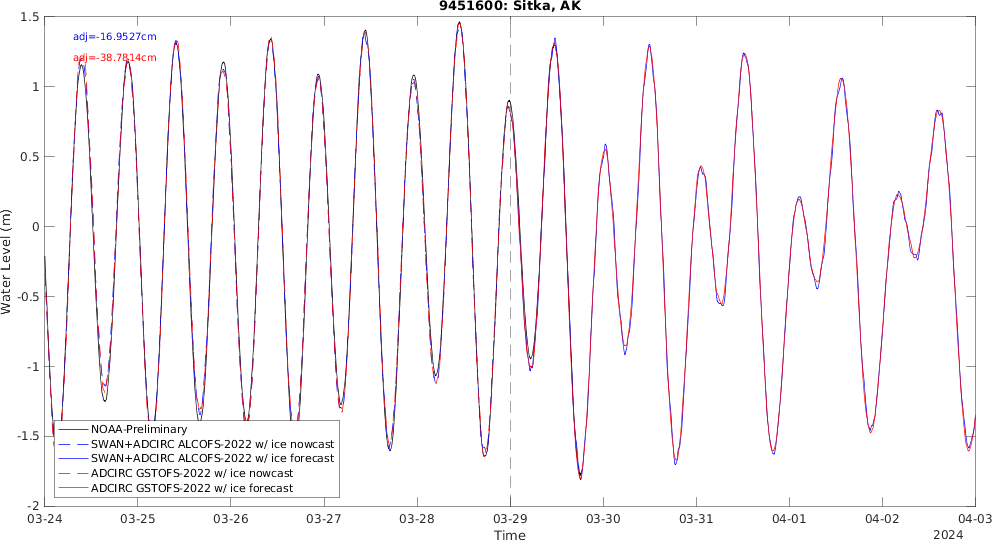 9451600: Sitka, AK
adj=-16.9527cm
adj=-38.7814cm
Water Level (m)
1.5
1
0.5
0
-0.5
-1
-1.5
-2
NOAA-Preliminary
SWAN+ADCIRC ALCOFS-2022 w/ ice nowcast
SWAN+ADCIRC ALCOFS-2022 w/ ice forecast
ADCIRC GSTOFS-2022 w/ ice nowcast
ADCIRC GSTOFS-2022 w/ ice forecast
03-24 03-25 03-26 03-27 03-28 03-29 03-30 03-31 04-01 04-02 04-03
Time
2024